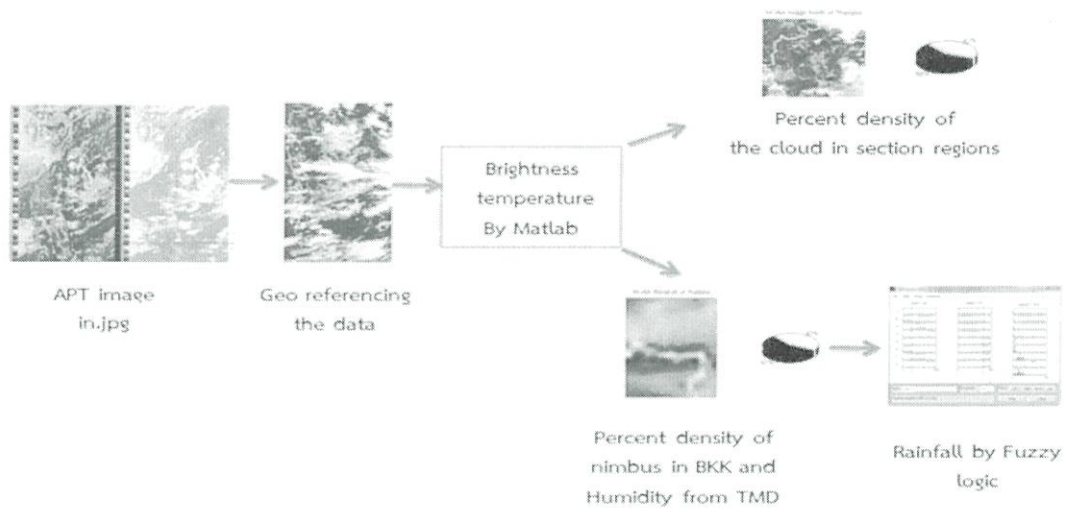 APT image
in.jpg
Geo referencing
the data
Brightness
temperature
By Matlab
Percent density of
the cloud in section regions
Percent density of
nimbus in BKK and
Humidity from TMD
Rainfall by Fuzzy
logic